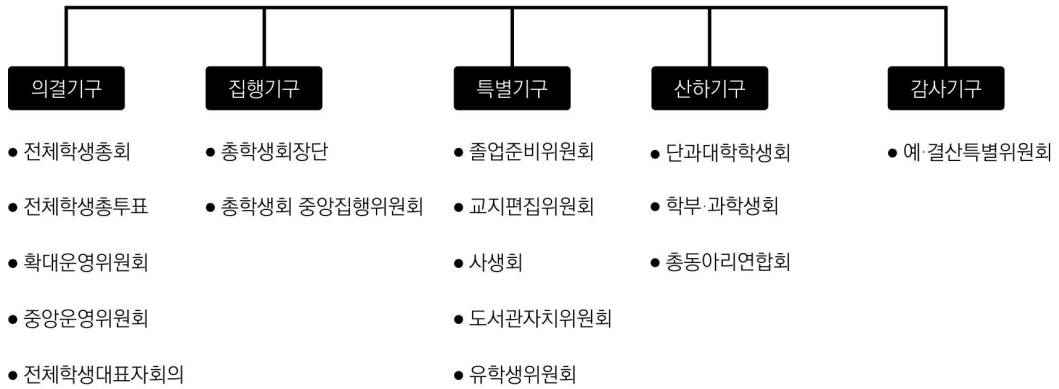 의결기구
● 전체학생총회
● 전체학생총투표
● 확대운영위원회
● 중앙운영위원회
● 전체학생대표자회의
집행기구
● 총학생회장단
● 총학생회 중앙집행위원회
특별기구
● 졸업준비위원회
● 교지편집위원회
● 사생회
● 도서관자치위원회
● 유학생위원회
산하기구
● 단과대학학생회
● 학부·과학생회
● 총동아리연합회
감사기구
● 예·결산특별위원회